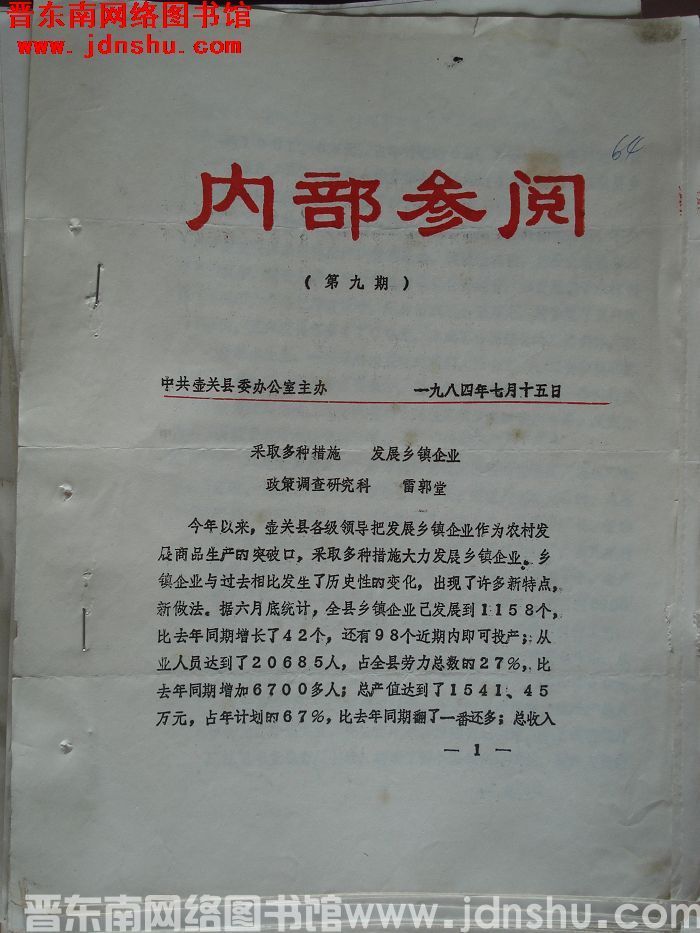 晋东南网络图书馆
www.jdnshu.com
64
内部参阅
(第九期)
中共壶关县委办公室主办 一九八四年七月十五日
采取多种措施 发展乡镇企业
政策调查研究科 雷郭堂
今年以来，壶关县各级领导把发展乡镇企业作为农村发
展商品生产的突破口，采取多种措施大力发展乡镇企业。乡
镇企业与过去相比发生了历史性的变化，出现了许多新特点，
新做法。据六月底统计，全县乡镇企业已发展到1158个，
比去年同期增长了42个，还有98个近期内即可投产；从
业人员达到了20685人，占全县劳力总数的27%，比
去年同期增加6700多人；总产值达到了1541、45
万元，占年计划的67%，比去年同期翻了一番还多；总收入
— 1 —
晋东南网络图书馆www.jdnshu.com